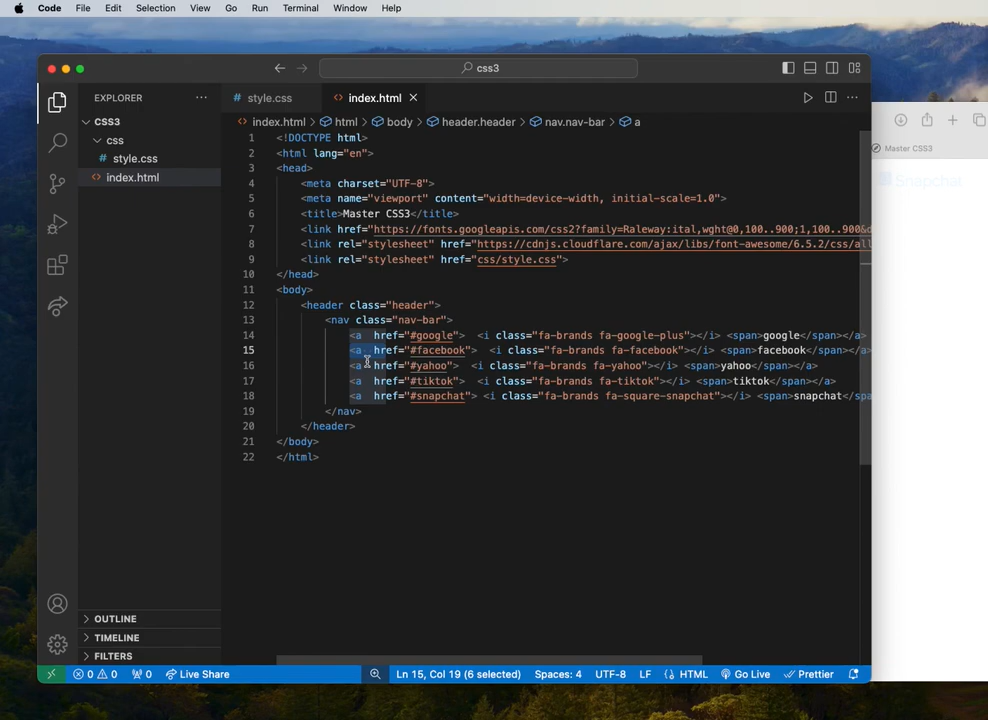 Code File Edit Selection View Go Run Terminal Window Help
css3
EXPLORER ···
style.css index.html
CSS3
css
# style.css
<> index.html
<> index.html > html > body > header.header > nav.nav-bar > a
1 <!DOCTYPE html>
2 <html lang="en">
3 <head>
4 <meta charset="UTF-8">
5 <meta name="viewport" content="width=device-width, initial-scale=1.0">
6 <title>Master CSS3</title>
7 <link href="https://fonts.googleapis.com/css2?family=Raleway:ital,wght@0,100..900;1,100..900&d
8 <link rel="stylesheet" href="https://cdnjs.cloudflare.com/ajax/libs/font-awesome/6.5.2/css/all
9 <link rel="stylesheet" href="css/style.css">
10 </head>
11 <body>
12 <header class="header">
13 <nav class="nav-bar">
14 <a  href="#google">  <i class="fa-brands fa-google-plus"></i> <span>google</span></a>
15 <a  href="#facebook">  <i class="fa-brands fa-facebook"></i> <span>facebook</span></a>
16 <a  href="#yahoo">  <i class="fa-brands fa-yahoo"></i> <span>yahoo</span></a>
17 <a  href="#tiktok">  <i class="fa-brands fa-tiktok"></i> <span>tiktok</span></a>
18 <a  href="#snapchat"> <i class="fa-brands fa-square-snapchat"></i> <span>snapchat</spa
19 </nav>
20 </header>
21 </body>
22 </html>
Master CSS3
Snapchat
OUTLINE
TIMELINE
FILTERS
0 0 0 Live Share Ln 15, Col 19 (6 selected) Spaces: 4 UTF-8 LF HTML Go Live Prettier